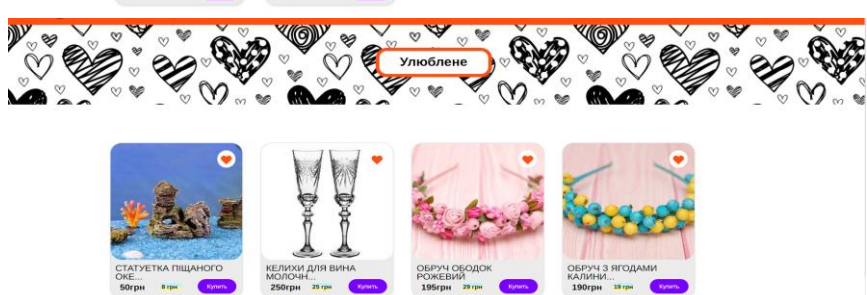 Улюблене
СТАТУЕТКА ПІЩАНОГО
ОКЕ...
50грн 8 грн Купить
КЕЛИХИ ДЛЯ ВИНА
МОЛОЧН...
250грн 25 грн Купить
ОБРУЧ ОБОДОК
РОЖЕВИЙ
195грн 29 грн Купить
ОБРУЧ З ЯГОДАМИ
КАЛИНИ...
190грн 19 грн Купить